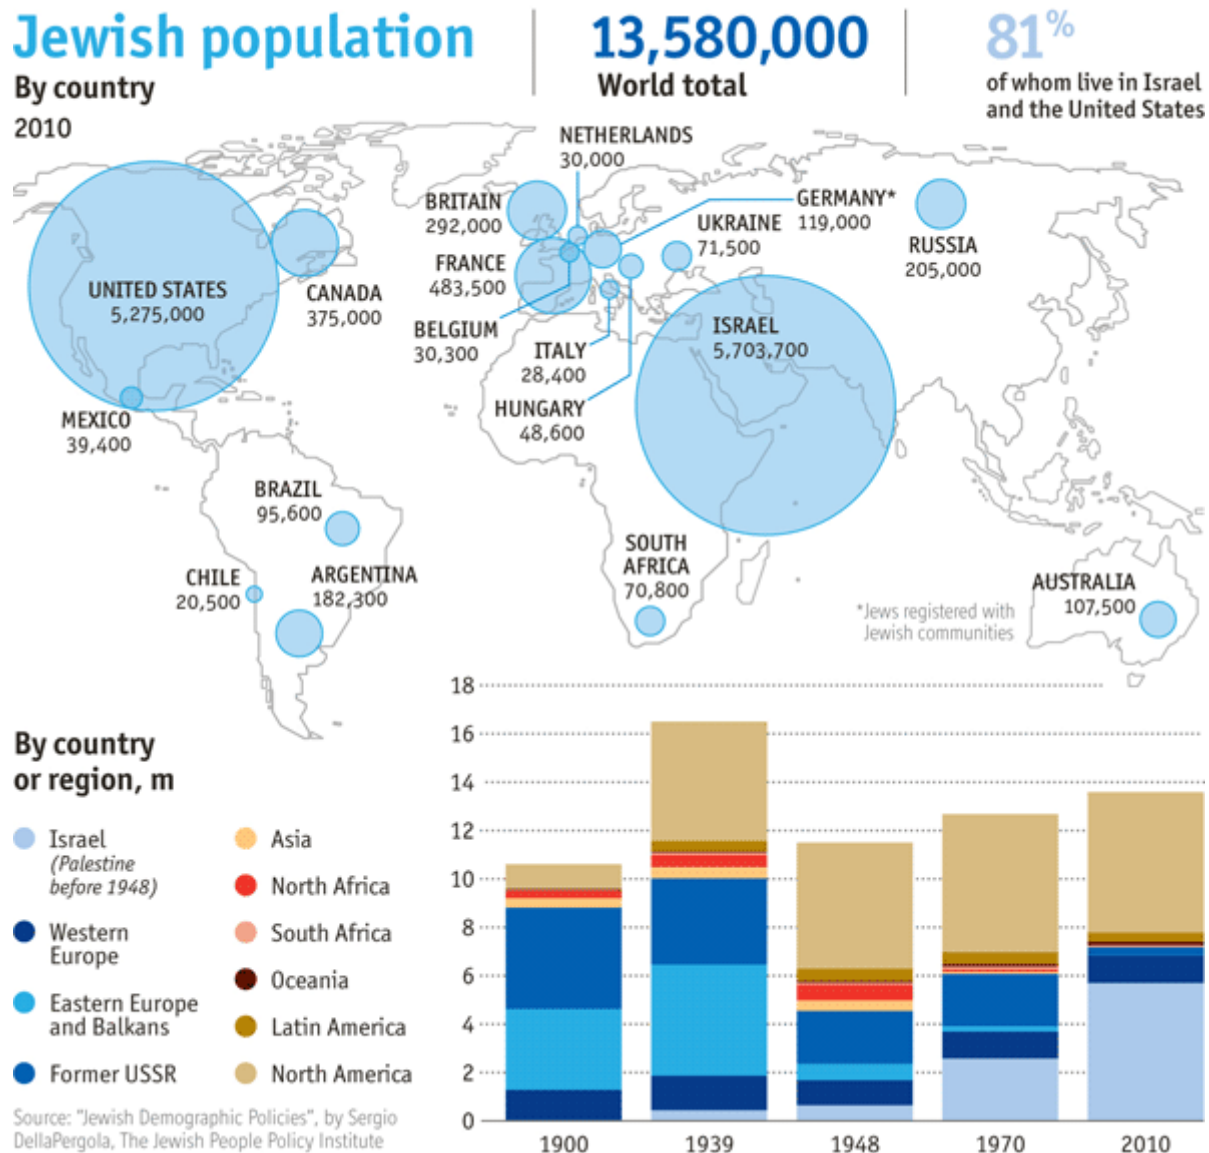 Jewish population
By country
2010
13,580,000
World total
81%
of whom live in Israel
and the United States
NETHERLANDS
30,000
BRITAIN
292,000
GERMANY*
119,000
UKRAINE
71,500
RUSSIA
205,000
FRANCE
483,500
UNITED STATES
5,275,000
CANADA
375,000
BELGIUM
30,300
ITALY
28,400
HUNGARY
48,600
ISRAEL
5,703,700
MEXICO
39,400
BRAZIL
95,600
CHILE
20,500
ARGENTINA
182,300
SOUTH
AFRICA
70,800
AUSTRALIA
107,500
*Jews registered with
Jewish communities
By country
or region, m
Israel
(Palestine
before 1948)
Western
Europe
Eastern Europe
and Balkans
Former USSR
Asia
North Africa
South Africa
Oceania
Latin America
North America
18
16
14
12
10
8
6
4
2
0
1900
1939
1948
1970
2010
Source: "Jewish Demographic Policies", by Sergio
DellaPergola, The Jewish People Policy Institute